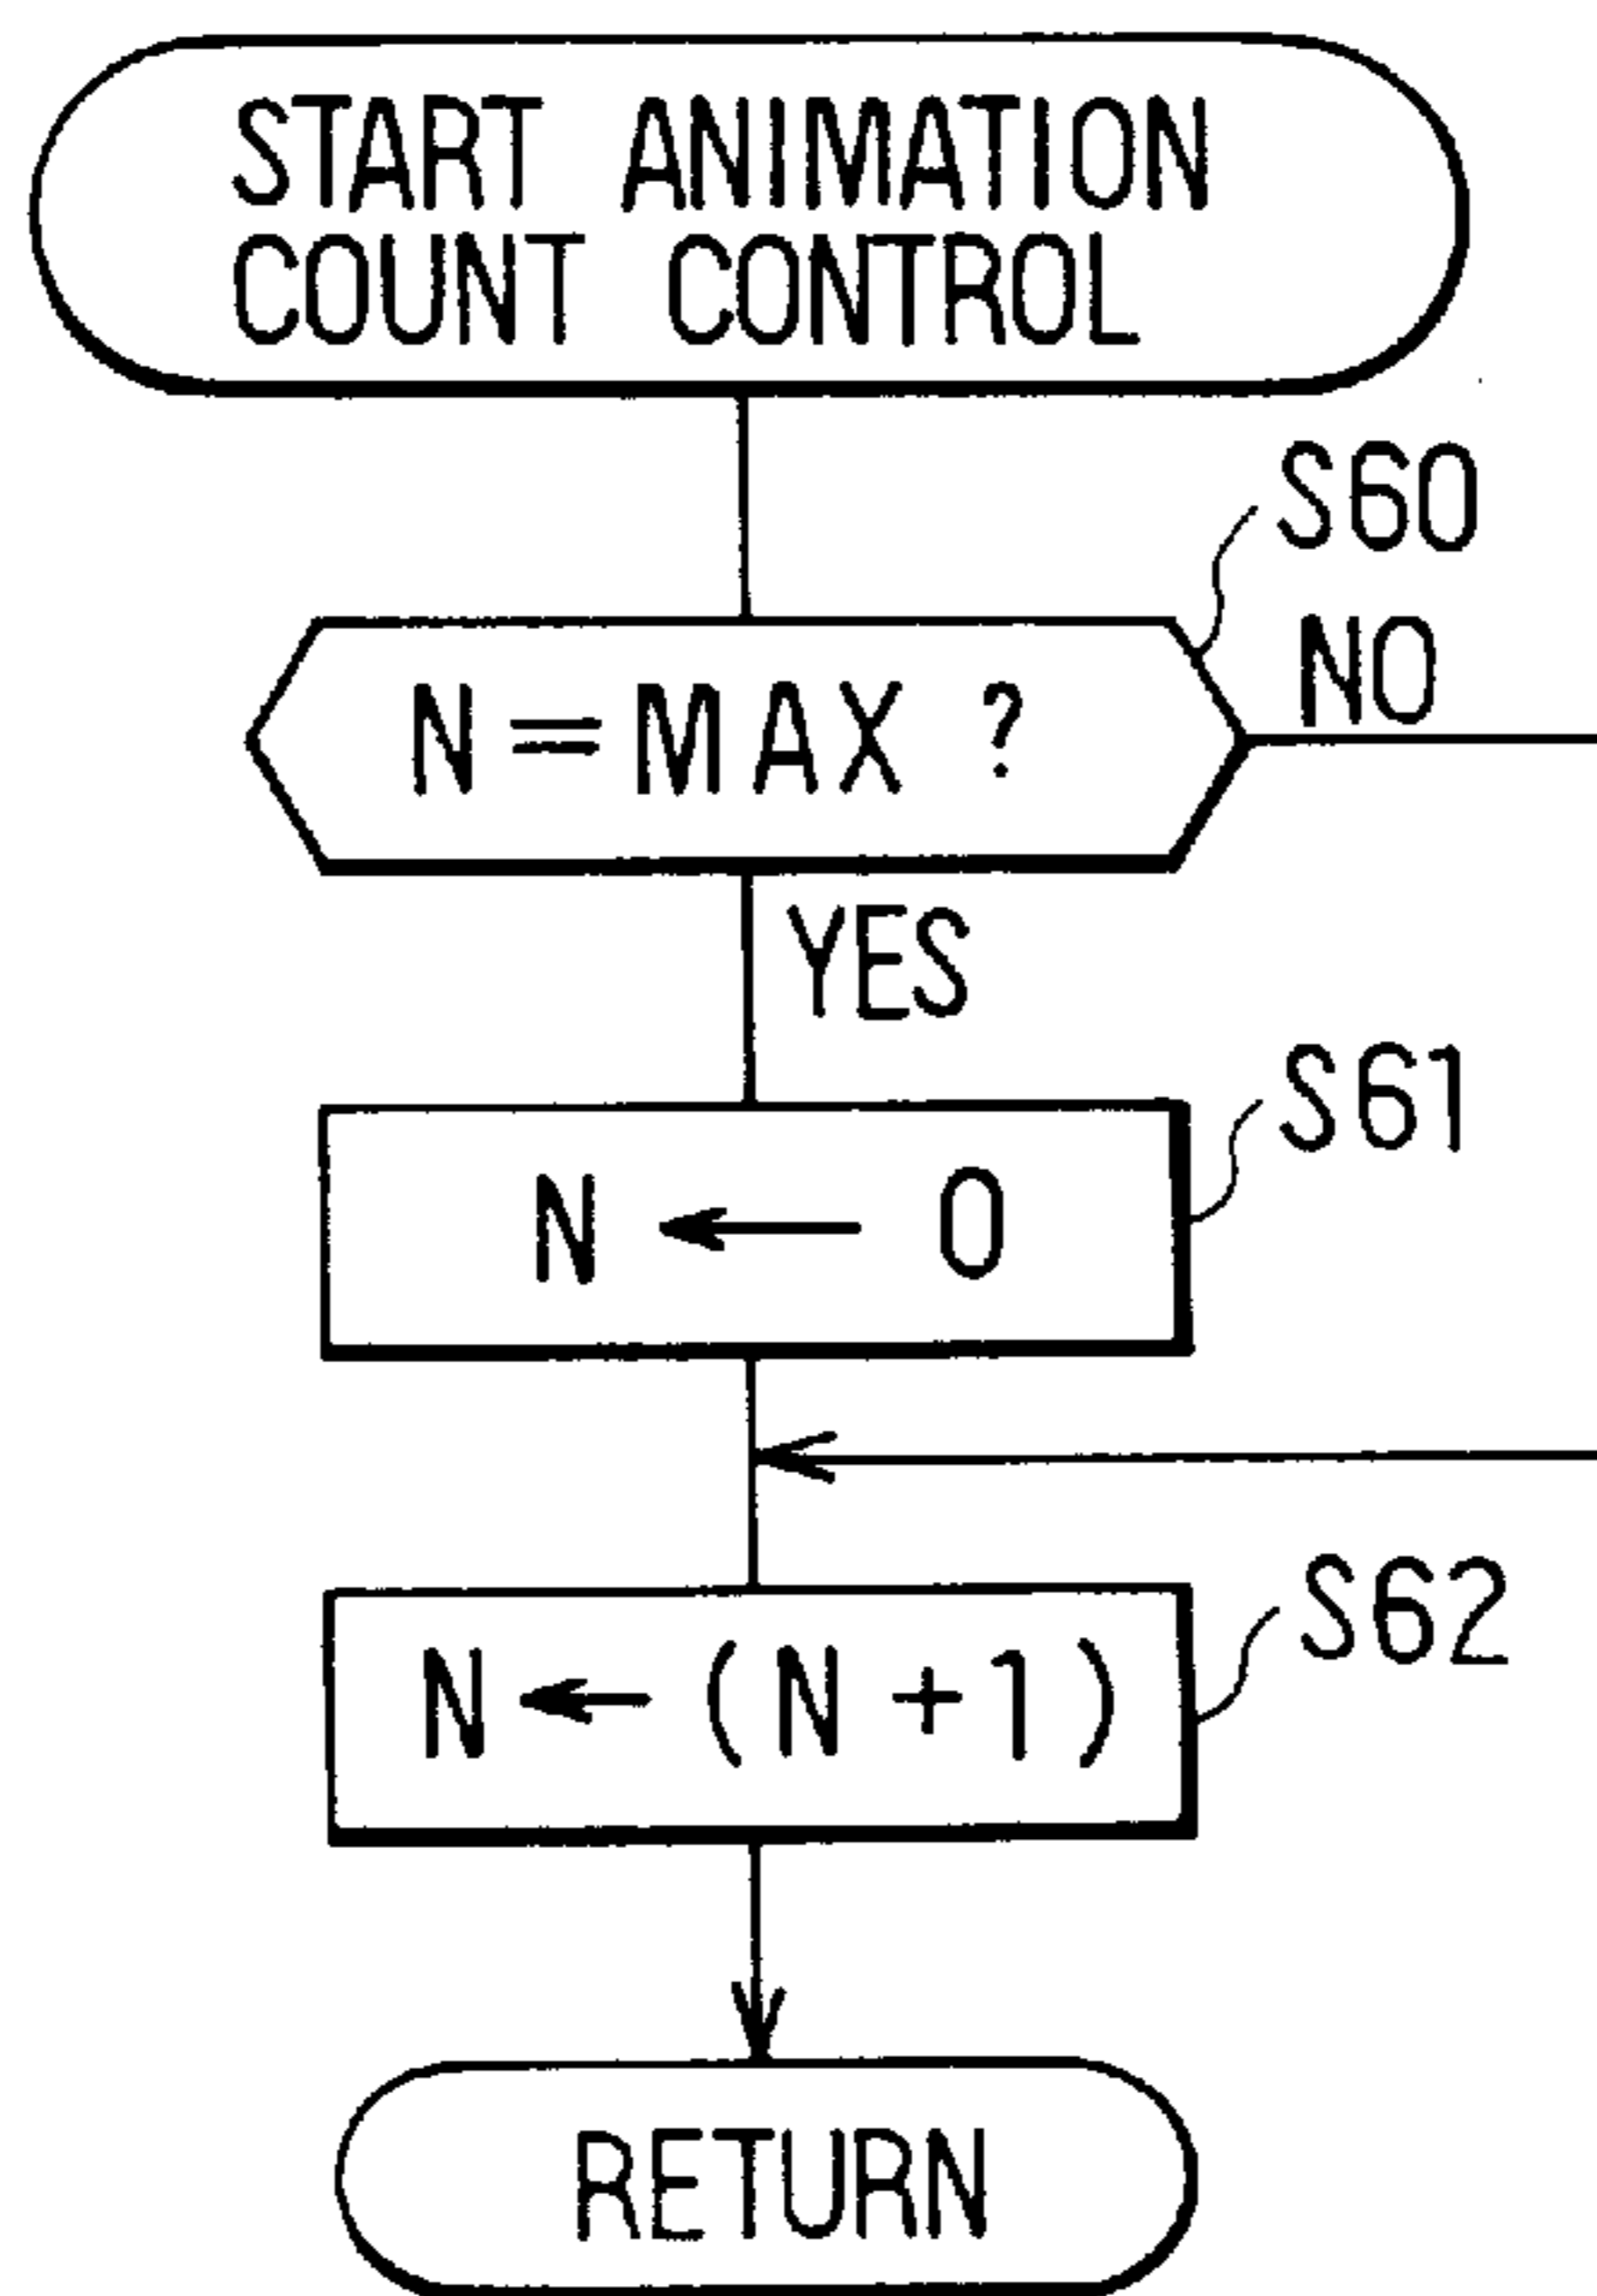 START ANIMATION
COUNT CONTROL
S60
N=MAX ?
NO
YES
S61
N ← 0
S62
N ← (N+1)
RETURN